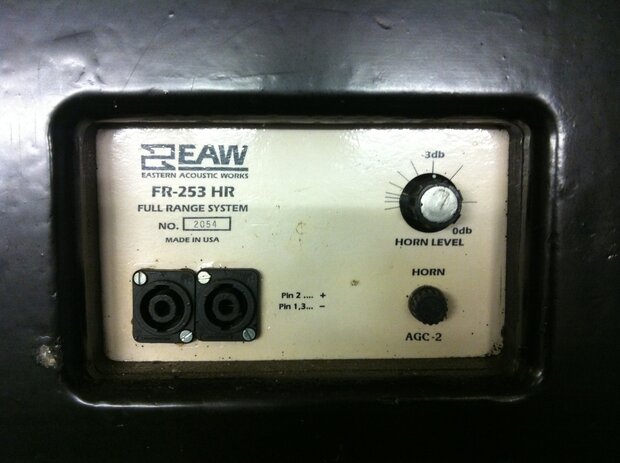 EAW
EASTERN ACOUSTIC WORKS
FR-253 HR
FULL RANGE SYSTEM
NO. 2054
MADE IN USA
Pin 2 .... +
Pin 1,3... –
-3db
0db
HORN LEVEL
HORN
AGC-2